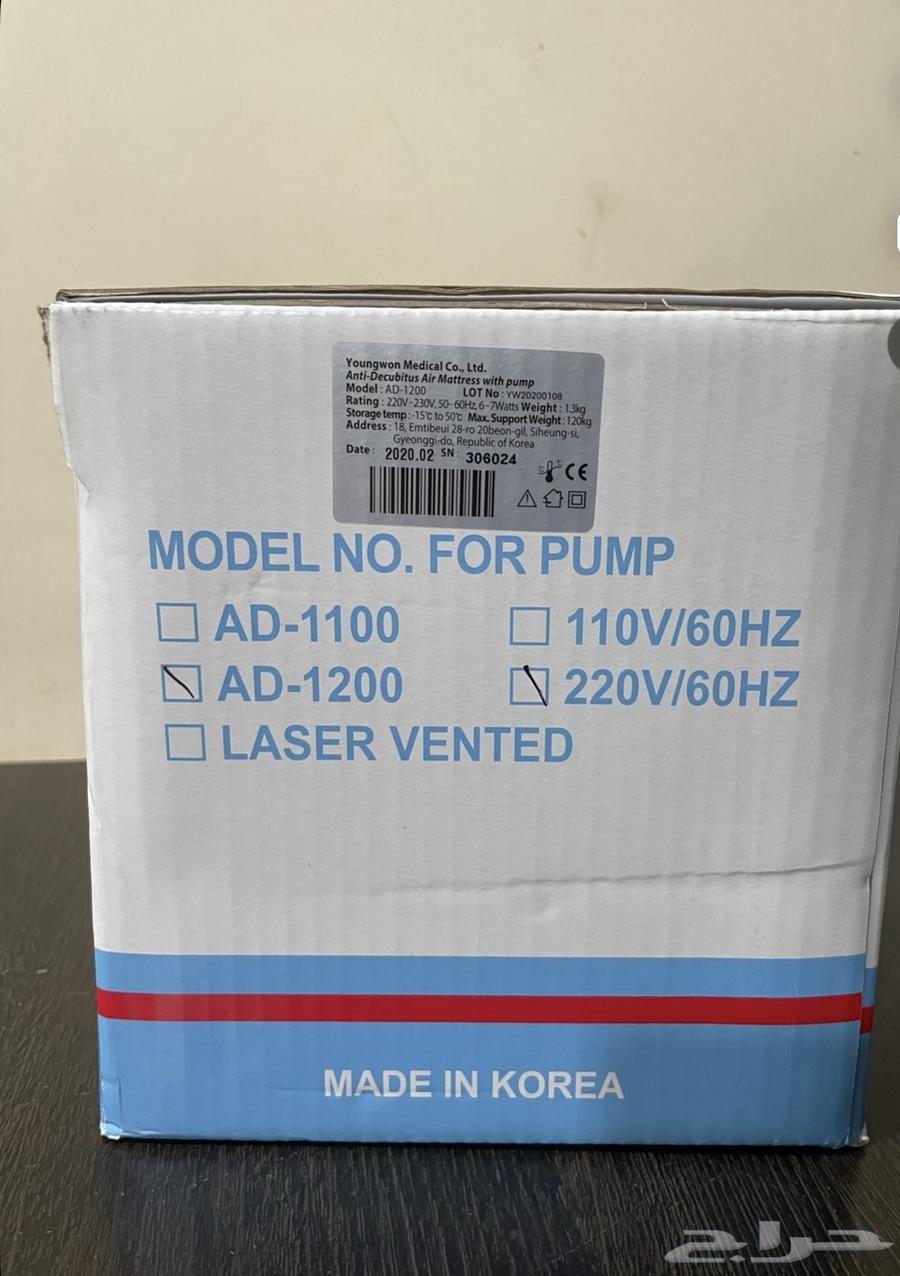 Youngwon Medical Co., Ltd.
Anti-Decubitus Air Mattress with pump
Model : AD-1200 LOT No : YW20200108
Rating : 220V~230V, 50~60Hz, 6~7Watts Weight : 1.3kg
Storage temp : -15℃ to 50℃ Max. Support Weight : 120kg
Address : 18, Emtibeui 28-ro 20beon-gil, Siheung-si,
Gyeonggi-do, Republic of Korea
Date : 2020.02 SN : 306024
CE
MODEL NO. FOR PUMP
AD-1100 110V/60HZ
AD-1200 220V/60HZ
LASER VENTED
MADE IN KOREA
حراج